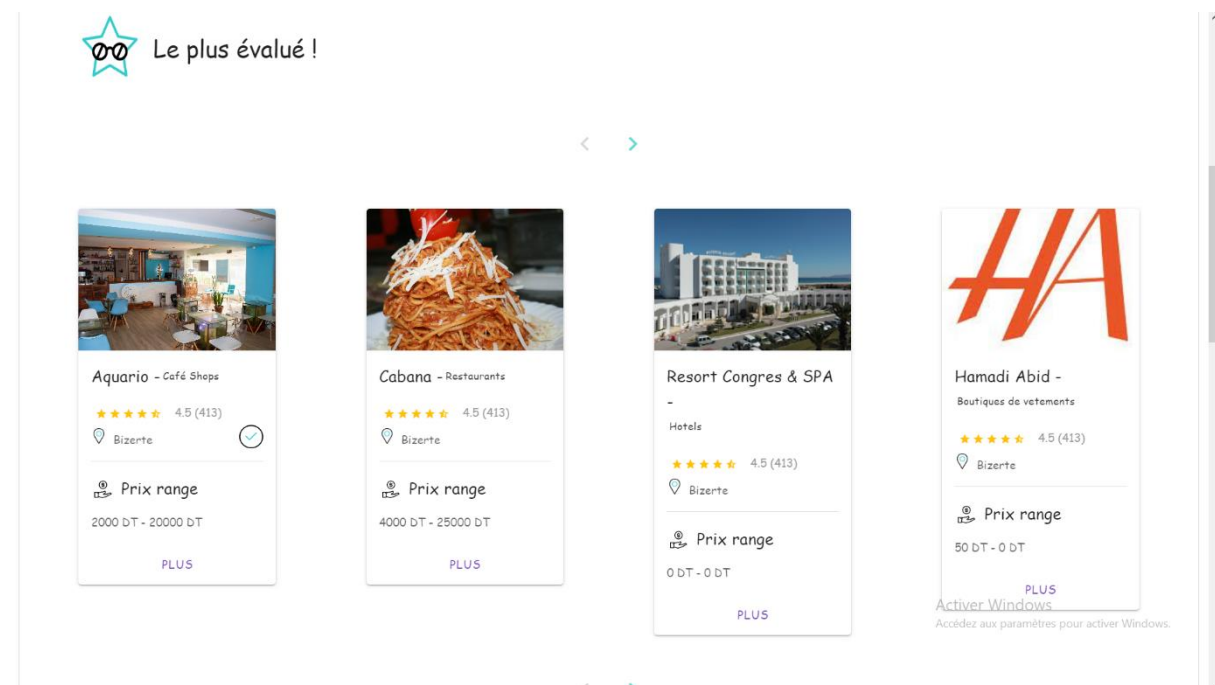 Le plus évalué !
Aquario - Café Shops
4.5 (413)
Bizerte
Prix range
2000 DT - 20000 DT
PLUS
Cabana - Restaurants
4.5 (413)
Bizerte
Prix range
4000 DT - 25000 DT
PLUS
Resort Congres & SPA
-
Hotels
4.5 (413)
Bizerte
Prix range
0 DT - 0 DT
PLUS
HA
Hamadi Abid -
Boutiques de vetements
4.5 (413)
Bizerte
Prix range
50 DT - 0 DT
PLUS
Activer Windows
Accédez aux paramètres pour activer Windows.